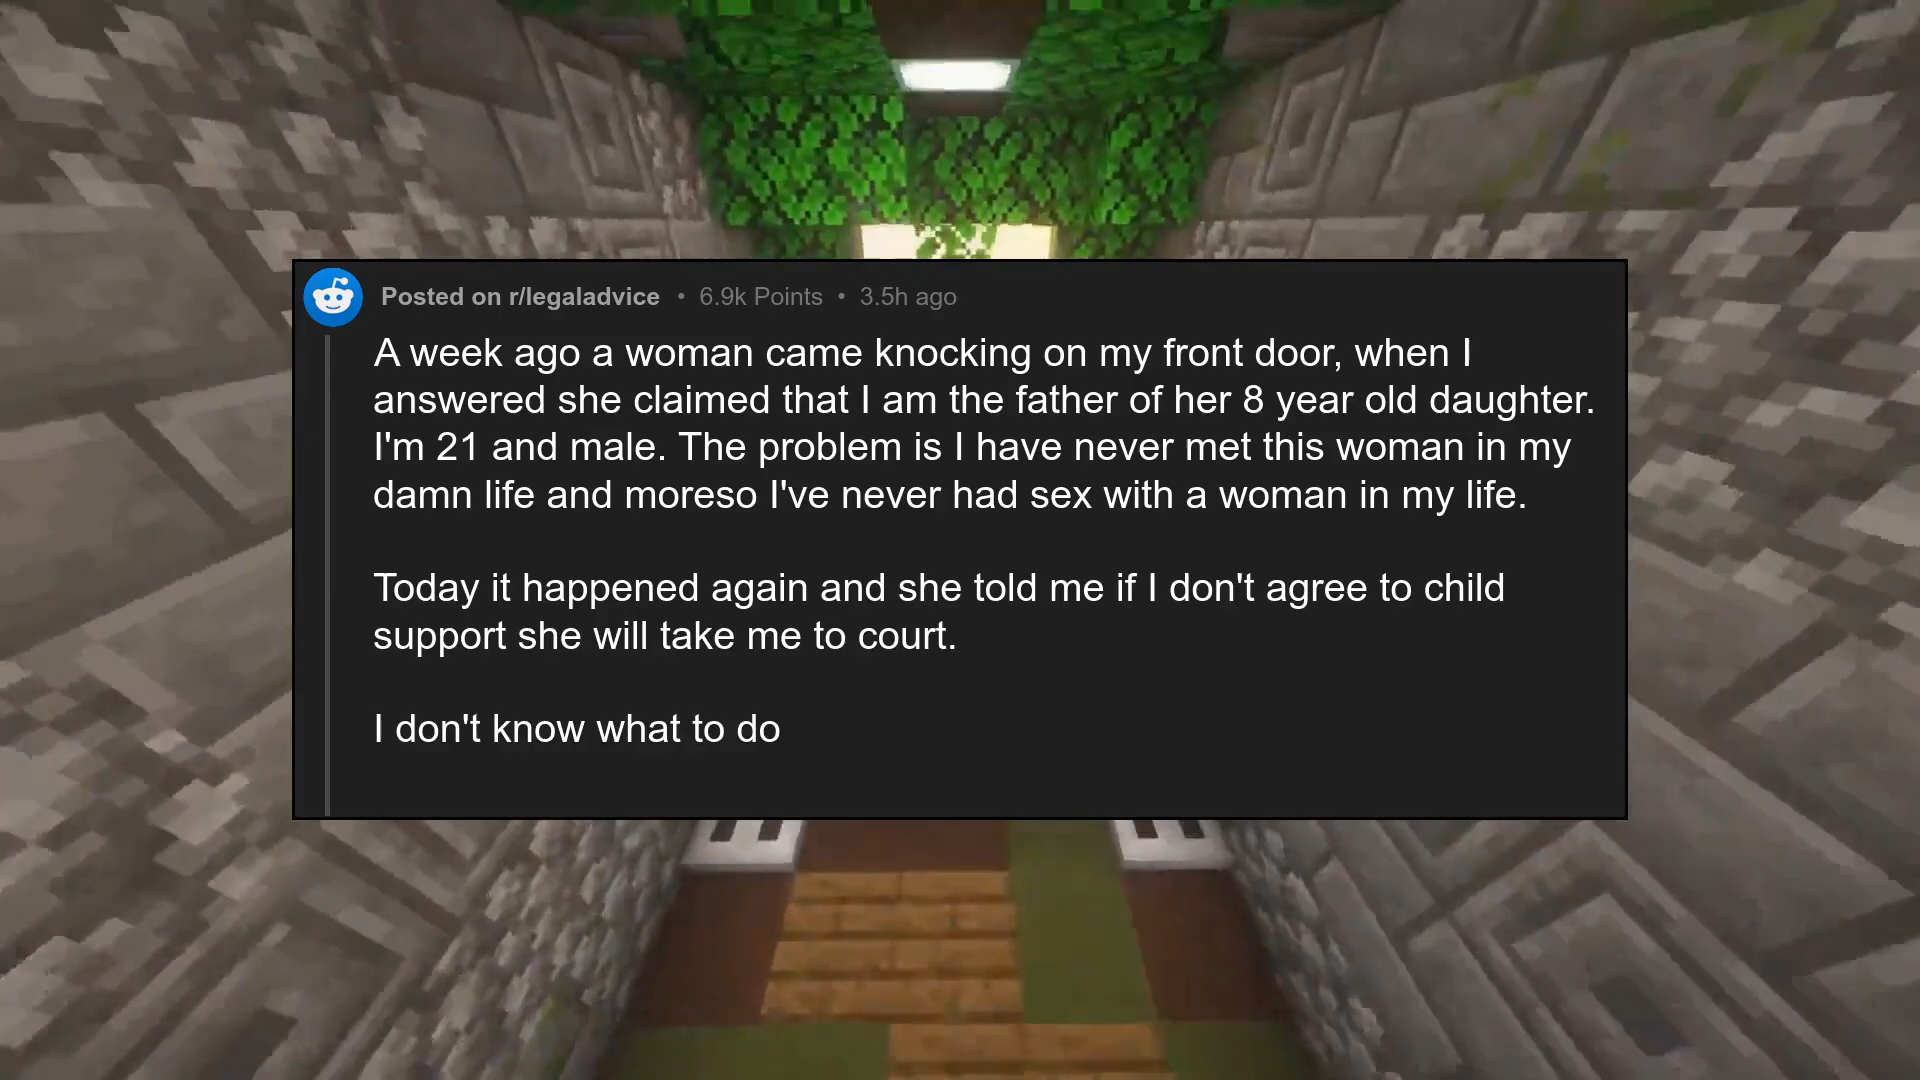 Posted on r/legaladvice • 6.9k Points • 3.5h ago
A week ago a woman came knocking on my front door, when I
answered she claimed that I am the father of her 8 year old daughter.
I'm 21 and male. The problem is I have never met this woman in my
damn life and moreso I've never had sex with a woman in my life.
Today it happened again and she told me if I don't agree to child
support she will take me to court.
I don't know what to do